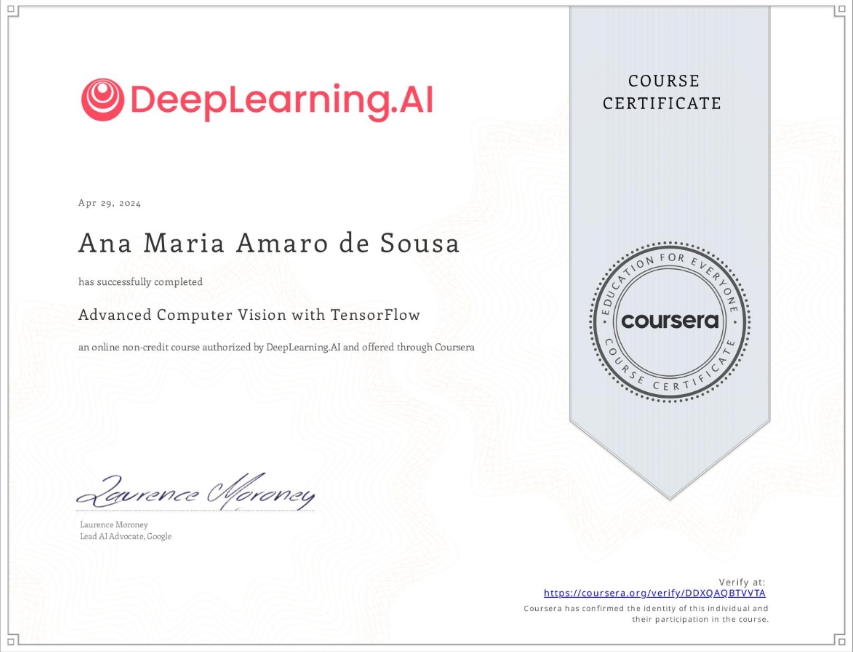 DeepLearning.AI
COURSE
CERTIFICATE
Apr 29, 2024
Ana Maria Amaro de Sousa
has successfully completed
Advanced Computer Vision with TensorFlow
an online non-credit course authorized by DeepLearning.AI and offered through Coursera
EDUCATION FOR EVERYONE
coursera
COURSE CERTIFICATE
Laurence Moroney
Laurence Moroney
Lead AI Advocate, Google
Verify at:
https://coursera.org/verify/DDXQAQBTVVTA
Coursera has confirmed the identity of this individual and
their participation in the course.